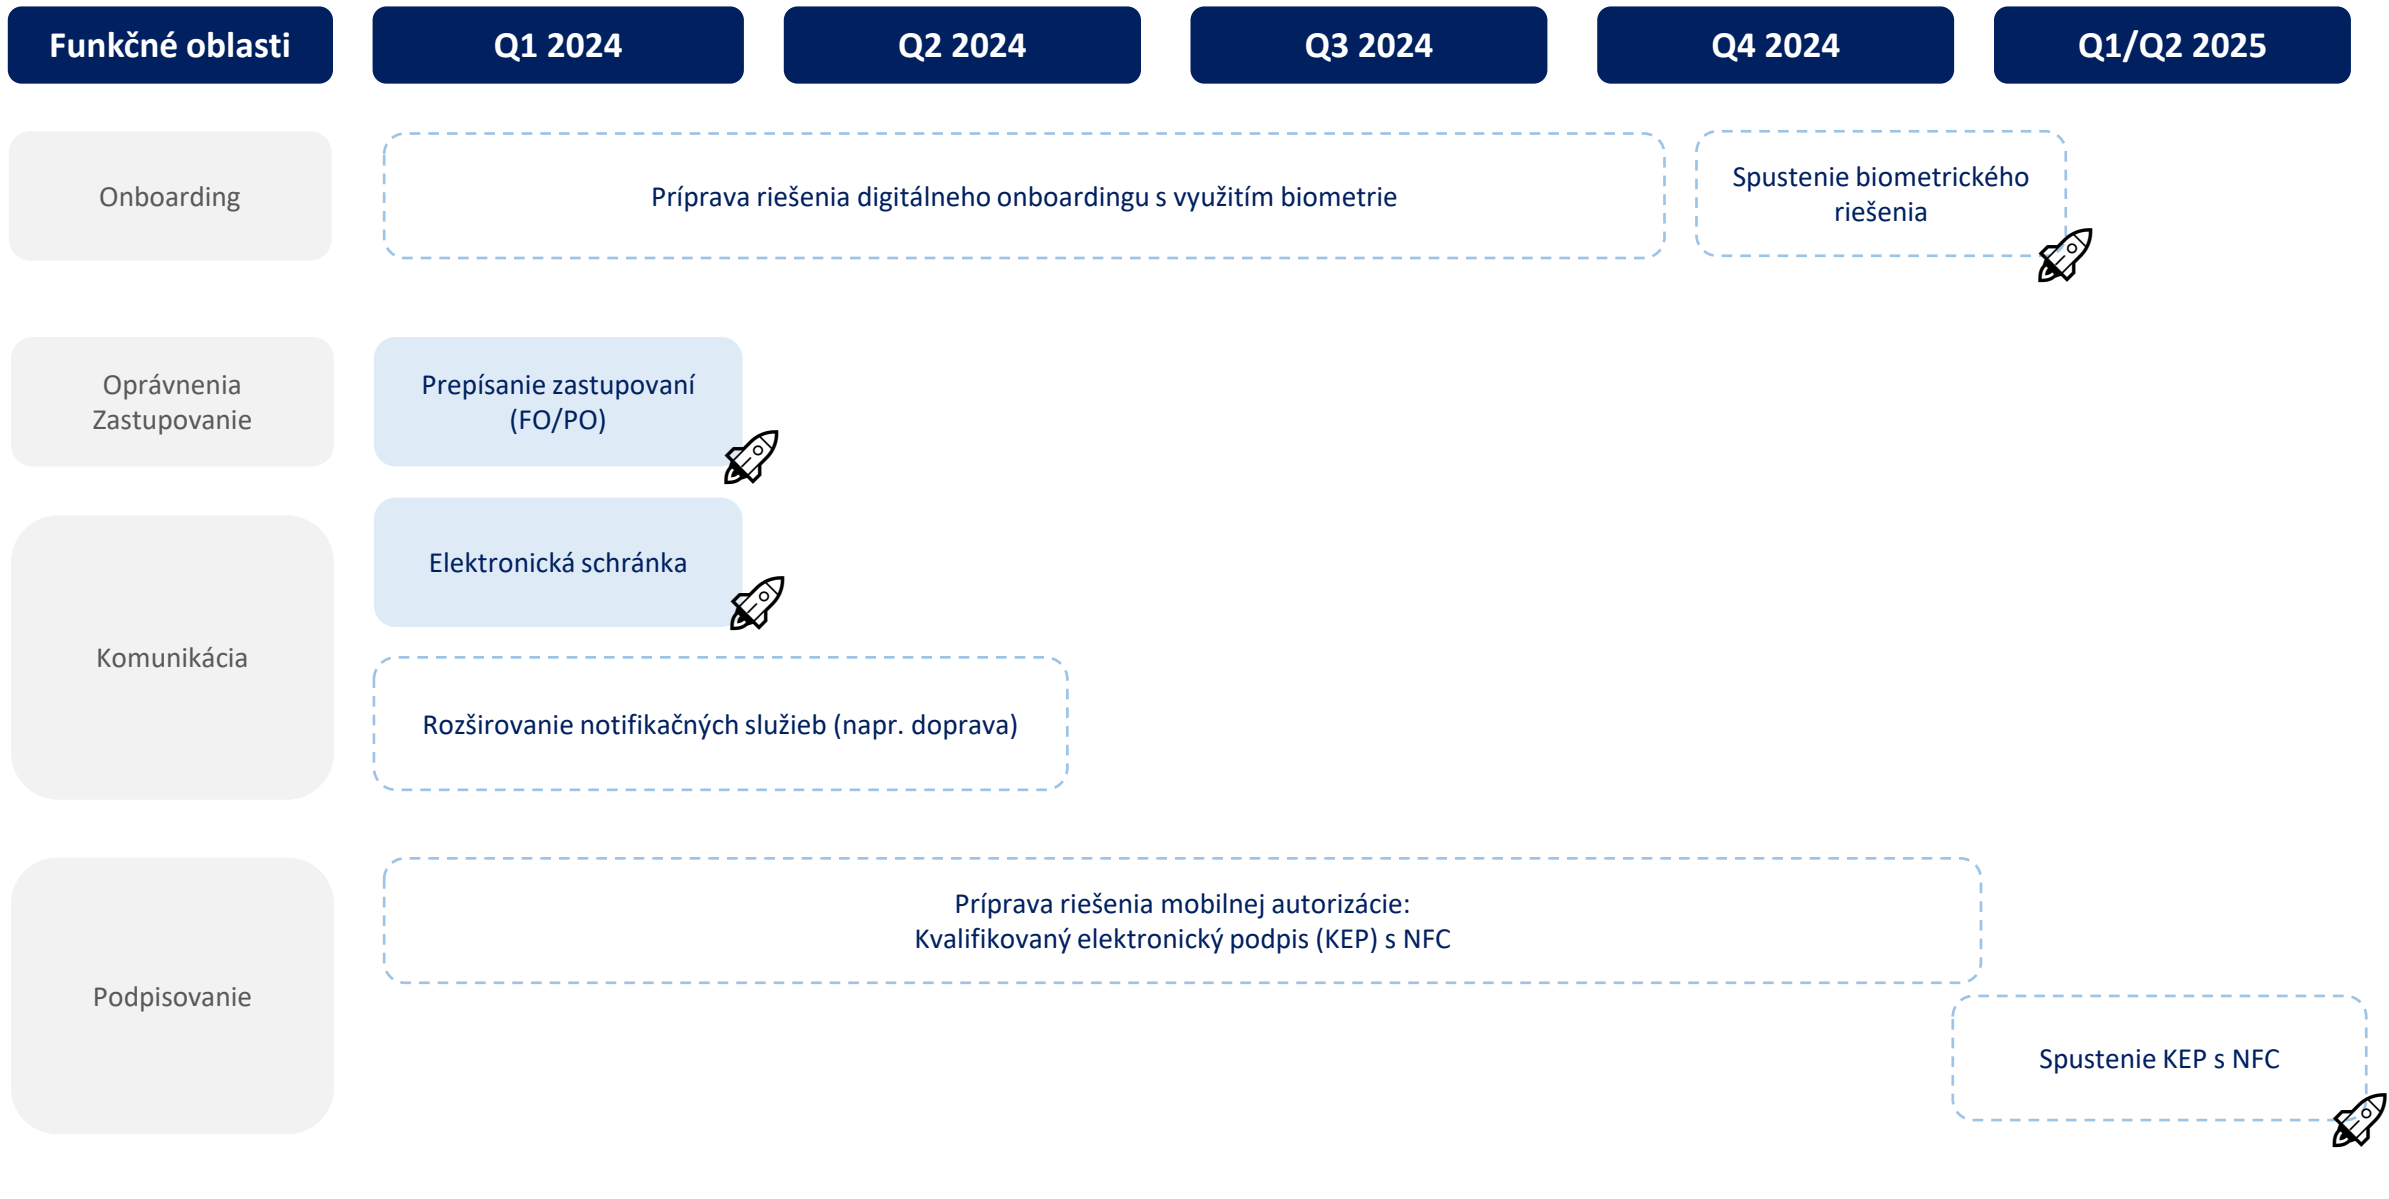 Funkčné oblasti
Q1 2024
Q2 2024
Q3 2024
Q4 2024
Q1/Q2 2025
Onboarding
Príprava riešenia digitálneho onboardingu s využitím biometrie
Spustenie biometrického
riešenia
Oprávnenia
Zastupovanie
Prepísanie zastupovaní
(FO/PO)
Komunikácia
Elektronická schránka
Rozširovanie notifikačných služieb (napr. doprava)
Podpisovanie
Príprava riešenia mobilnej autorizácie:
Kvalifikovaný elektronický podpis (KEP) s NFC
Spustenie KEP s NFC